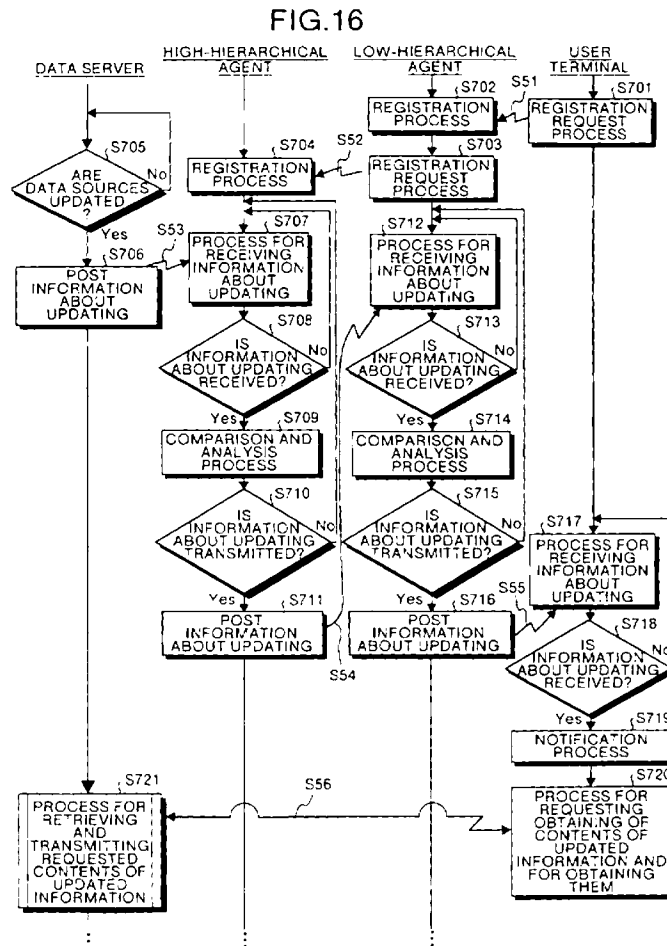 FIG.16
DATA SERVER
HIGH-HIERARCHICAL
AGENT
LOW-HIERARCHICAL
AGENT
USER
TERMINAL
S702
REGISTRATION
PROCESS
S51
S701
REGISTRATION
REQUEST
PROCESS
S705
ARE
DATA SOURCES
UPDATED
?
No
Yes
S704
REGISTRATION
PROCESS
S52
S703
REGISTRATION
REQUEST
PROCESS
S706
POST
INFORMATION
ABOUT
UPDATING
S53
S707
PROCESS FOR
RECEIVING
INFORMATION
ABOUT
UPDATING
S712
PROCESS FOR
RECEIVING
INFORMATION
ABOUT
UPDATING
S708
IS
INFORMATION
ABOUT UPDATING
RECEIVED?
No
Yes
S713
IS
INFORMATION
ABOUT UPDATING
RECEIVED?
No
Yes
S709
COMPARISON AND
ANALYSIS
PROCESS
S714
COMPARISON AND
ANALYSIS
PROCESS
S710
IS
INFORMATION
ABOUT UPDATING
TRANSMITTED?
No
Yes
S715
IS
INFORMATION
ABOUT UPDATING
TRANSMITTED?
No
Yes
S717
PROCESS FOR
RECEIVING
INFORMATION
ABOUT
UPDATING
S711
POST
INFORMATION
ABOUT UPDATING
S54
S716
POST
INFORMATION
ABOUT UPDATING
S55
S718
IS
INFORMATION
ABOUT UPDATING
RECEIVED?
No
Yes
S719
NOTIFICATION
PROCESS
S721
PROCESS FOR
RETRIEVING
AND
TRANSMITTING
REQUESTED
CONTENTS OF
UPDATED
INFORMATION
S56
S720
PROCESS FOR
REQUESTING
OBTAINING OF
CONTENTS OF
UPDATED
INFORMATION AND
FOR OBTAINING
THEM